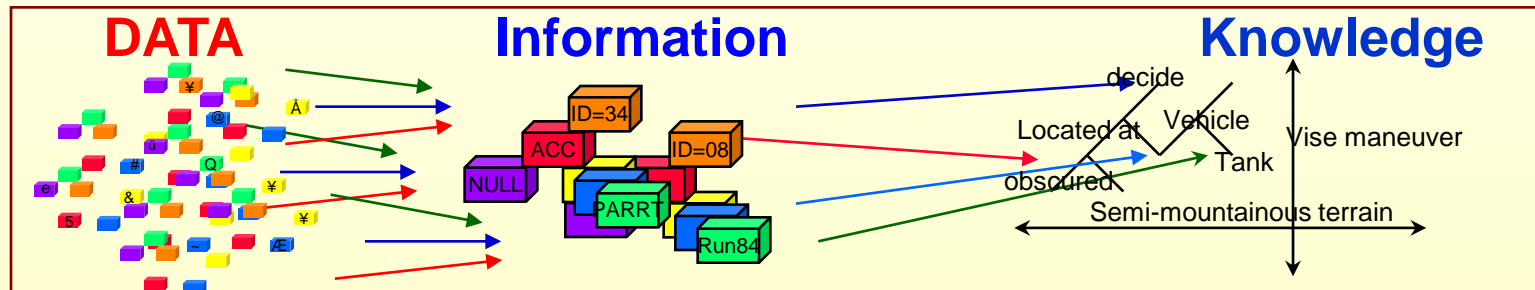 DATA
Information
Knowledge
¥
Å
@
ü
#
Q
e
¥
&
5
¥
~
Æ
ID=34
ACC
ID=08
NULL
PARRT
Run84
decide
Located at
Vehicle
Vise maneuver
Tank
obscured
Semi-mountainous terrain